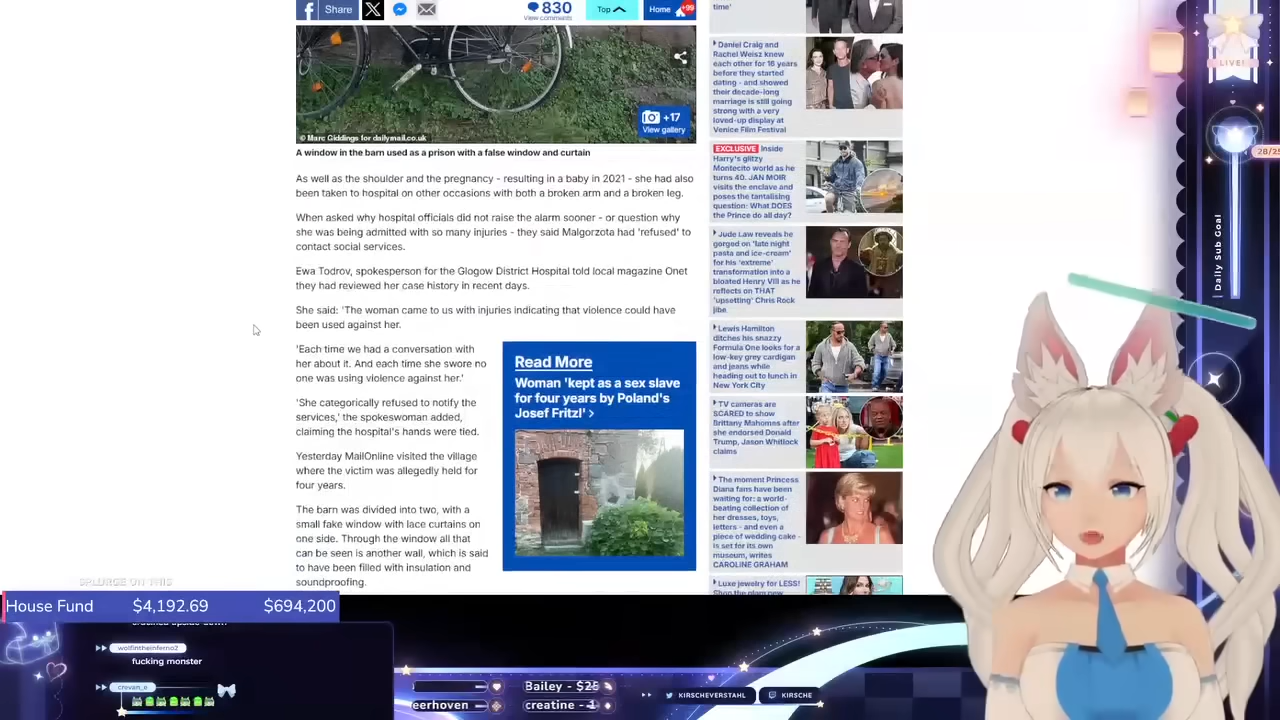 Share
830
View comments
Top
Home
+99
+17
View gallery
© Marc Giddings for dailymail.co.uk
A window in the barn used as a prison with a false window and curtain
As well as the shoulder and the pregnancy - resulting in a baby in 2021 - she had also
been taken to hospital on other occasions with both a broken arm and a broken leg.
When asked why hospital officials did not raise the alarm sooner - or question why
she was being admitted with so many injuries - they said Malgorzota had 'refused' to
contact social services.
Ewa Todrov, spokesperson for the Glogow District Hospital told local magazine Onet
they had reviewed her case history in recent days.
She said: 'The woman came to us with injuries indicating that violence could have
been used against her.
'Each time we had a conversation with
her about it. And each time she swore no
one was using violence against her.'
'She categorically refused to notify the
services,' the spokeswoman added,
claiming the hospital's hands were tied.
Yesterday MailOnline visited the village
where the victim was allegedly held for
four years.
The barn was divided into two, with a
small fake window with lace curtains on
one side. Through the window all that
can be seen is another wall, which is said
to have been filled with insulation and
soundproofing.
Read More
Woman 'kept as a sex slave
for four years by Poland's
Josef Fritzl' ›
time'
Daniel Craig and
Rachel Weisz knew
each other for 16 years
before they started
dating - and showed
their decade-long
marriage is still going
strong with a very
loved-up display at
Venice Film Festival
EXCLUSIVE Inside
Harry's glitzy
Montecito world as he
turns 40. JAN MOIR
visits the enclave and
poses the tantalising
question: What DOES
the Prince do all day?
Jude Law reveals he
gorged on 'late night
pasta and ice-cream'
for his 'extreme'
transformation into a
bloated Henry VIII as he
reflects on THAT
'upsetting' Chris Rock
jibe
Lewis Hamilton
ditches his snazzy
Formula One looks for a
low-key grey cardigan
and jeans while
heading out to lunch in
New York City
TV cameras are
SCARED to show
Brittany Mahomes after
she endorsed Donald
Trump, Jason Whitlock
claims
The moment Princess
Diana fans have been
waiting for: a world-
beating collection of
her dresses, toys,
letters - and even a
piece of wedding cake -
is set for its own
museum, writes
CAROLINE GRAHAM
Luxe jewelry for LESS!
LIVE!
28/25
Daily Sub Goal
SPLURGE ON THIS
House Fund $4,192.69 $694,200
wolfintheinferno2
fucking monster
crevan_e
Bailey - $25
eerhoven
creatine - 1
KIRSCHEVERSTAHL
KIRSCHE